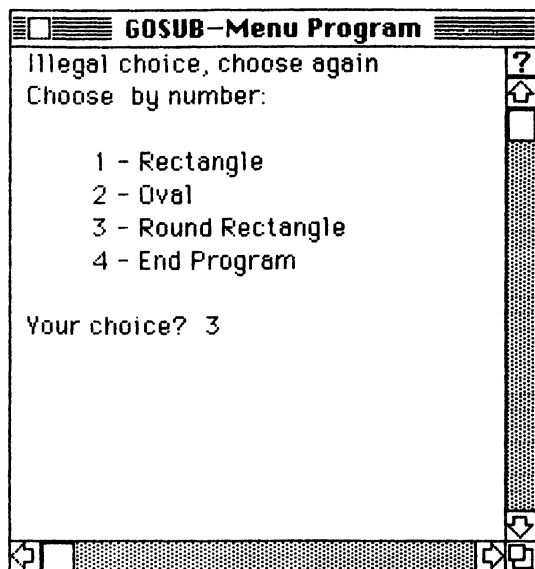 GOSUB–Menu Program
Illegal choice, choose again
?
Choose by number:
1 - Rectangle
2 - Oval
3 - Round Rectangle
4 - End Program
Your choice? 3